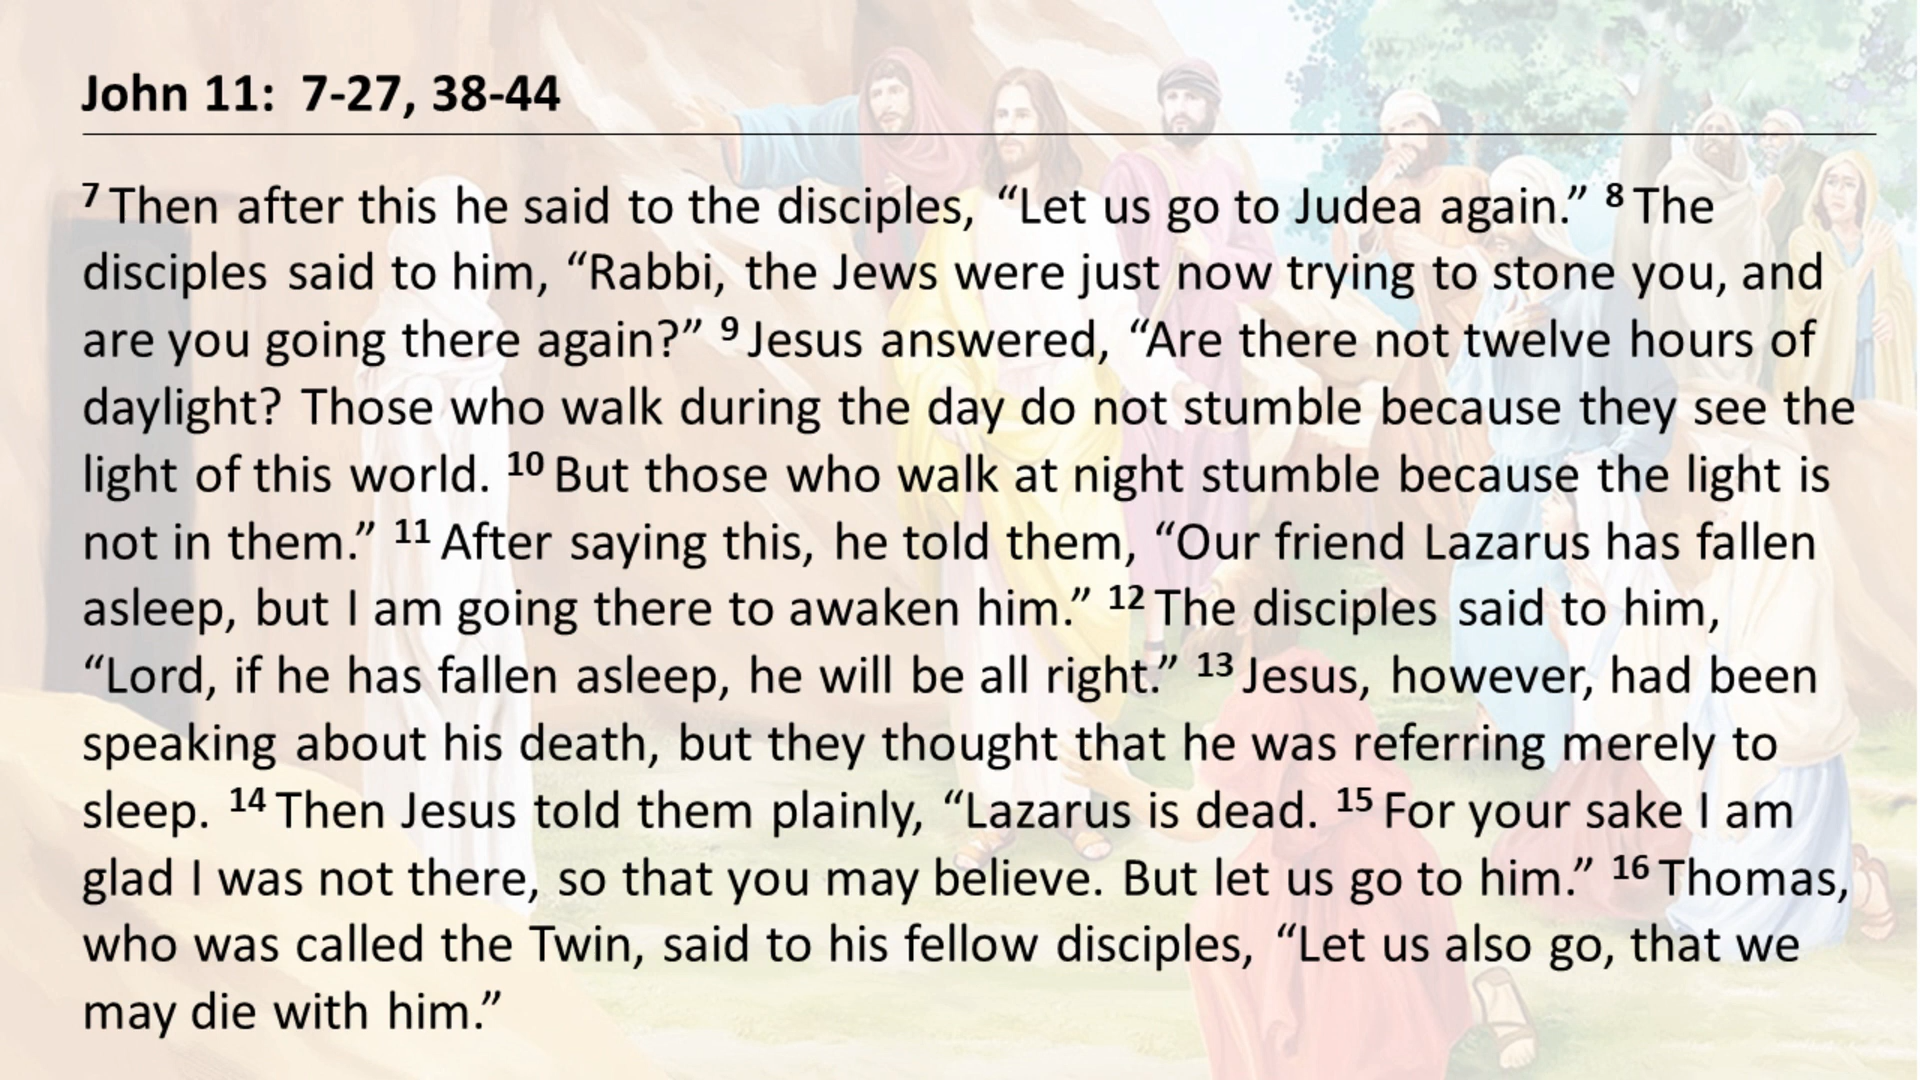 John 11:  7-27, 38-44
7 Then after this he said to the disciples, “Let us go to Judea again.” 8 The
disciples said to him, “Rabbi, the Jews were just now trying to stone you, and
are you going there again?” 9 Jesus answered, “Are there not twelve hours of
daylight? Those who walk during the day do not stumble because they see the
light of this world. 10 But those who walk at night stumble because the light is
not in them.” 11 After saying this, he told them, “Our friend Lazarus has fallen
asleep, but I am going there to awaken him.” 12 The disciples said to him,
“Lord, if he has fallen asleep, he will be all right.” 13 Jesus, however, had been
speaking about his death, but they thought that he was referring merely to
sleep. 14 Then Jesus told them plainly, “Lazarus is dead. 15 For your sake I am
glad I was not there, so that you may believe. But let us go to him.” 16 Thomas,
who was called the Twin, said to his fellow disciples, “Let us also go, that we
may die with him.”